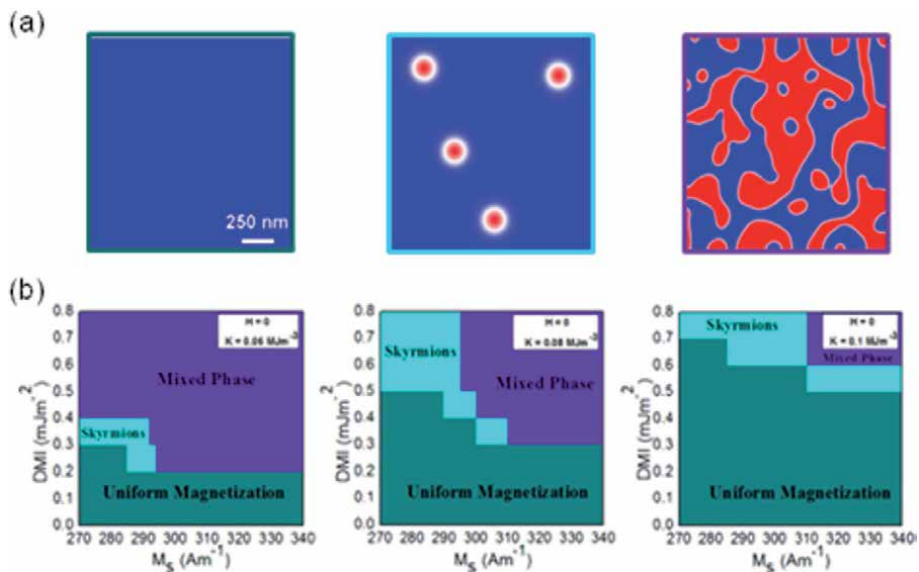 (a)
250 nm
(b)
DMI (mJm⁻²)
0.8
0.7
0.6
0.5
0.4
0.3
0.2
0.1
0.0
H = 0
K = 0.06 MJm⁻³
Mixed Phase
Skyrmions
Uniform Magnetization
270 280 290 300 310 320 330 340
Mₛ (Am⁻¹)
DMI (mJm⁻²)
0.8
0.7
0.6
0.5
0.4
0.3
0.2
0.1
0.0
H = 0
K = 0.08 MJm⁻³
Skyrmions
Mixed Phase
Uniform Magnetization
270 280 290 300 310 320 330 340
Mₛ (Am⁻¹)
DMI (mJm⁻²)
0.8
0.7
0.6
0.5
0.4
0.3
0.2
0.1
0.0
H = 0
K = 0.1 MJm⁻³
Skyrmions
Mixed Phase
Uniform Magnetization
270 280 290 300 310 320 330 340
Mₛ (Am⁻¹)